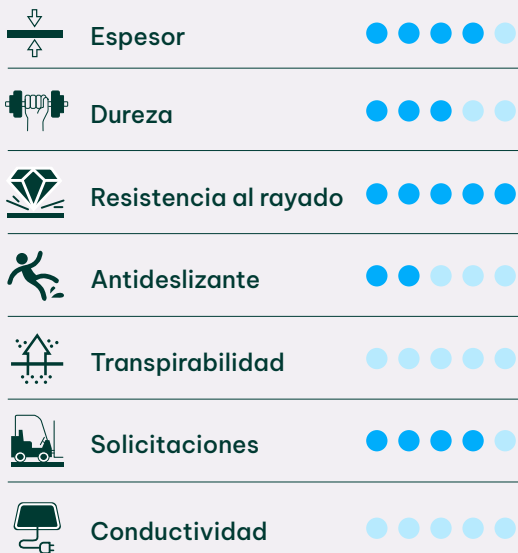 Espesor
Dureza
Resistencia al rayado
Antideslizante
Transpirabilidad
Solicitaciones
Conductividad